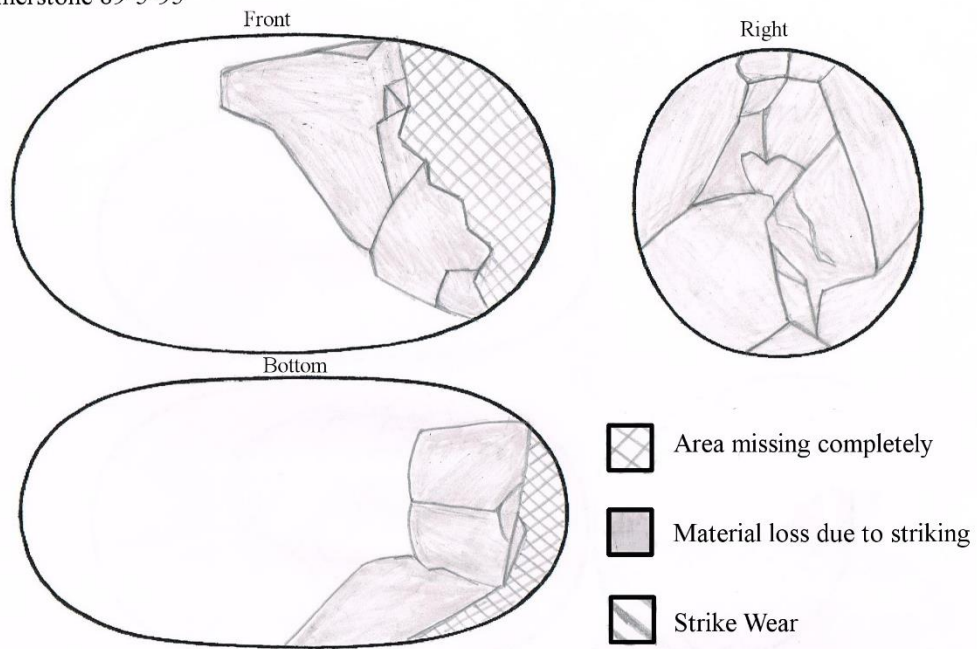 Front
Right
Bottom
Area missing completely
Material loss due to striking
Strike Wear